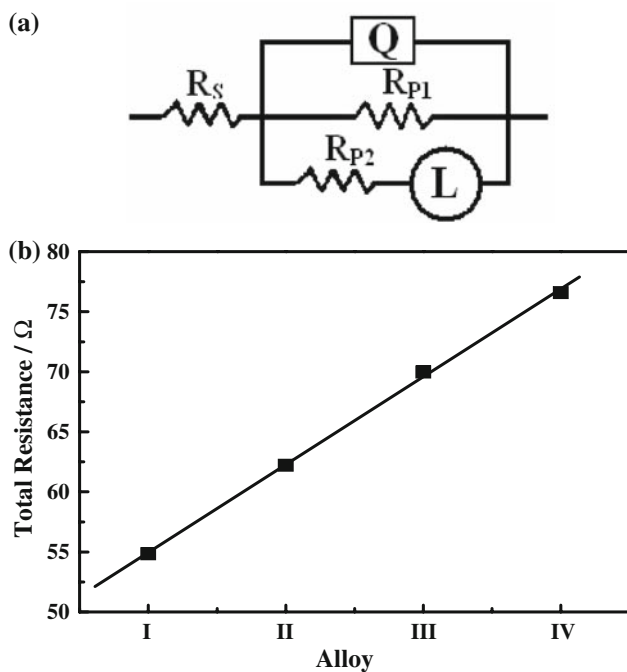 (a)
Q
R_S
R_P1
R_P2
L
(b)
80
75
70
65
60
55
50
Total Resistance / Ω
I II III IV
Alloy